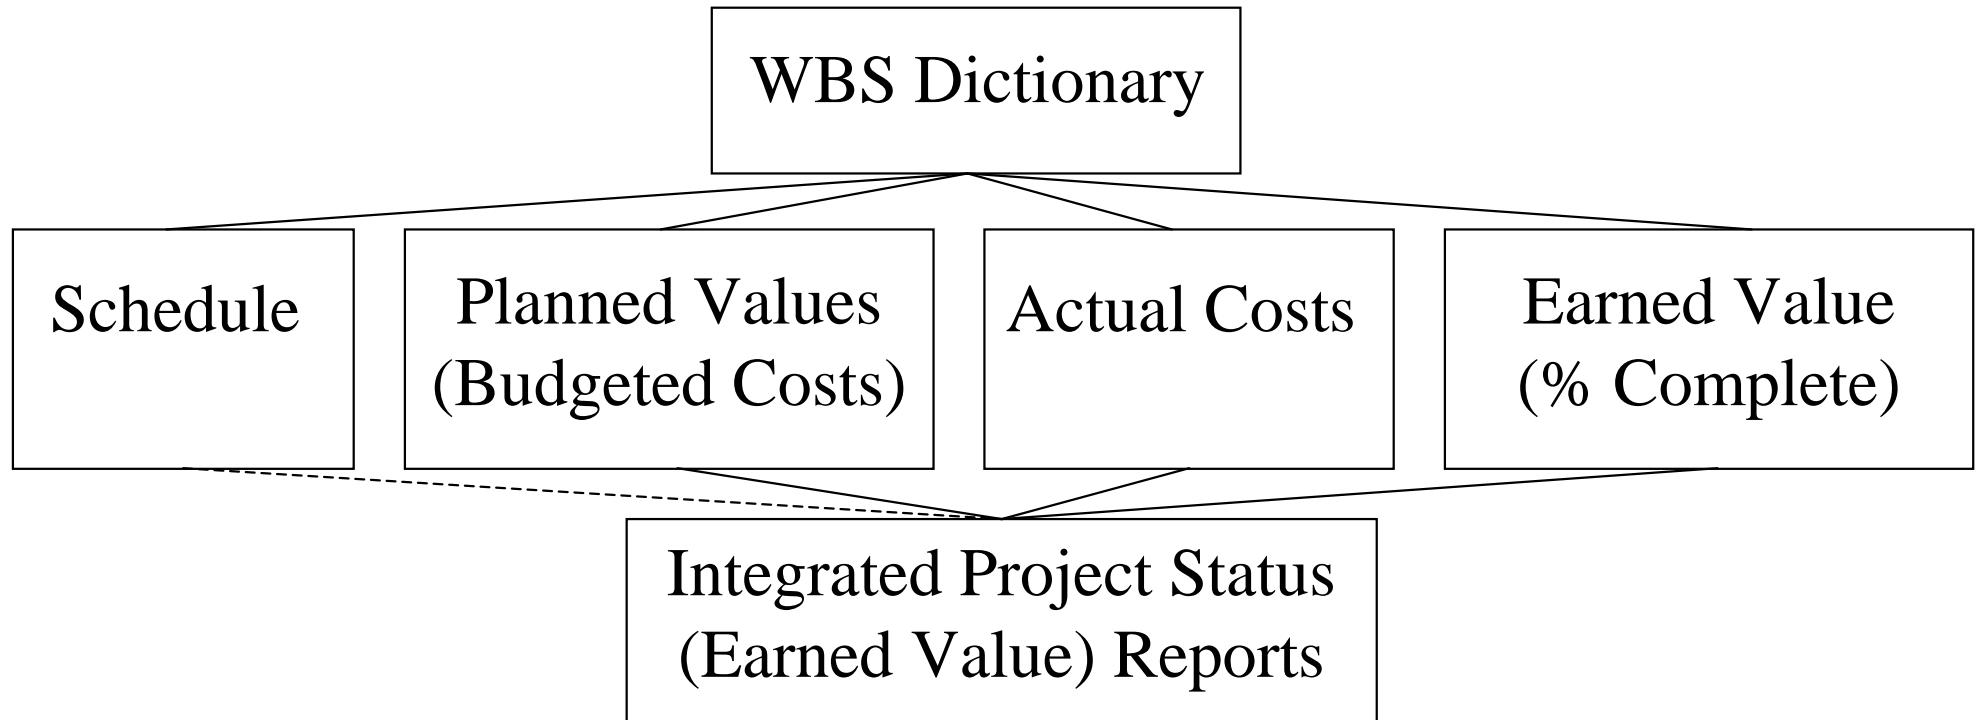 WBS Dictionary
Schedule
Planned Values
(Budgeted Costs)
Actual Costs
Earned Value
(% Complete)
Integrated Project Status
(Earned Value) Reports